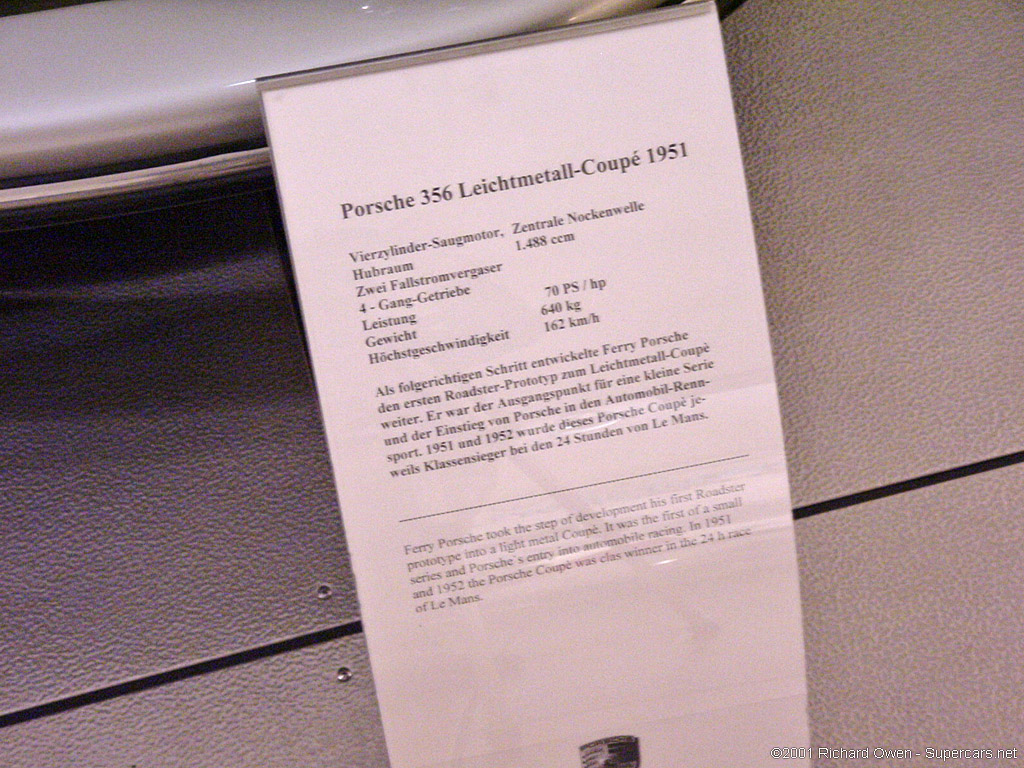 Porsche 356 Leichtmetall-Coupé 1951
Vierzylinder-Saugmotor, Zentrale Nockenwelle
Hubraum 1.488 ccm
Zwei Fallstromvergaser
4 - Gang-Getriebe
Leistung 70 PS / hp
Gewicht 640 kg
Höchstgeschwindigkeit 162 km/h
Als folgerichtigen Schritt entwickelte Ferry Porsche
den ersten Roadster-Prototyp zum Leichtmetall-Coupè
weiter. Er war der Ausgangspunkt für eine kleine Serie
und der Einstieg von Porsche in den Automobil-Renn-
sport. 1951 und 1952 wurde dieses Porsche Coupè je-
weils Klassensieger bei den 24 Stunden von Le Mans.
Ferry Porsche took the step of development his first Roadster
prototype into a light metal Coupè. It was the first of a small
series and Porsche`s entry into automobile racing. In 1951
and 1952 the Porsche Coupè was clas winner in the 24 h race
of Le Mans.
©2001 Richard Owen - Supercars.net